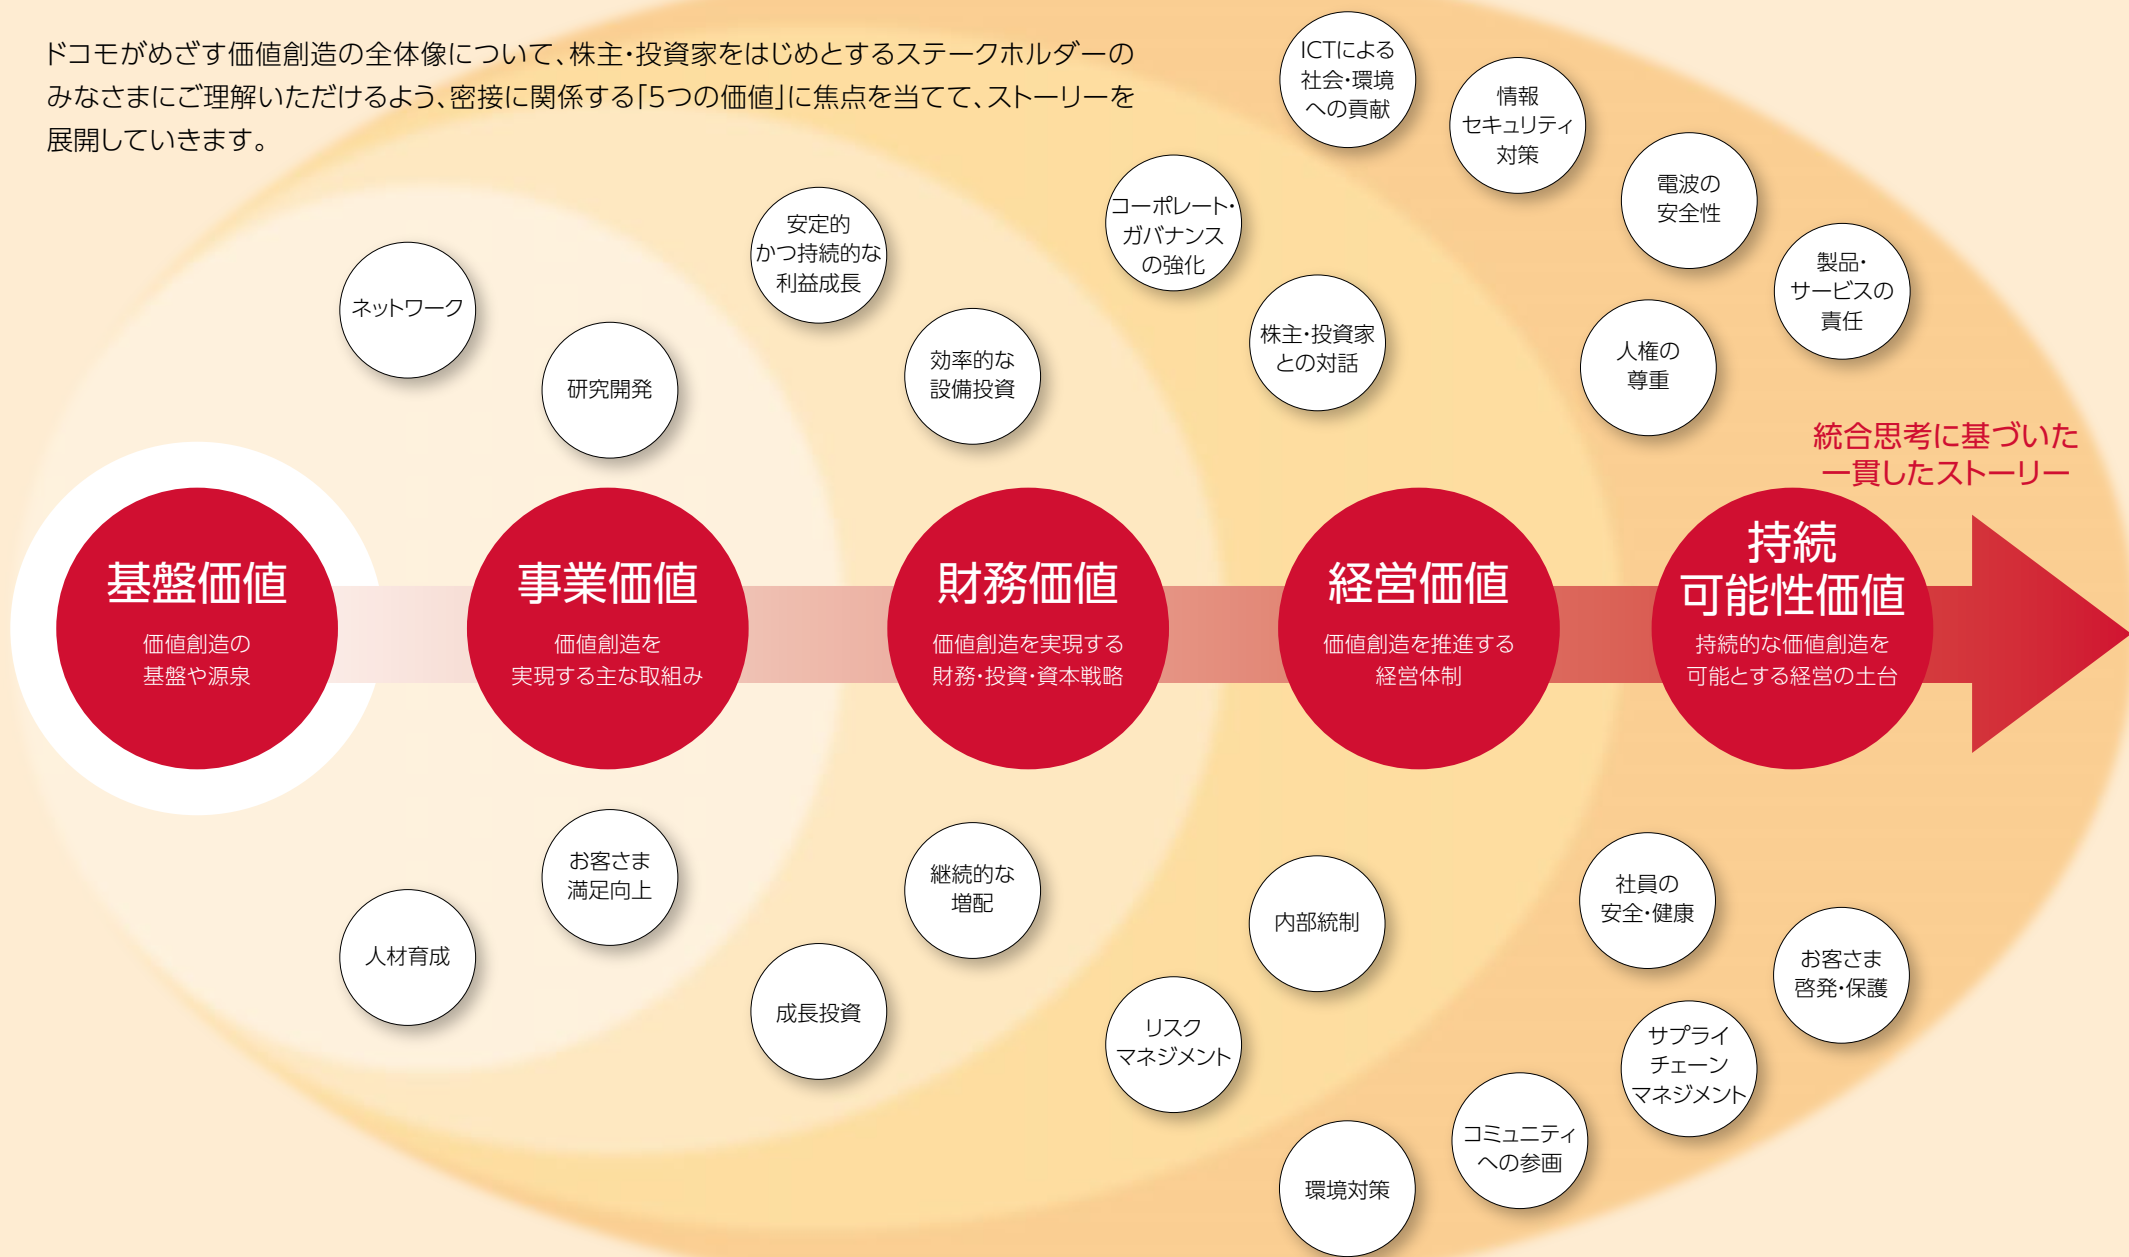 ドコモがめざす価値創造の全体像について、株主・投資家をはじめとするステークホルダーの
みなさまにご理解いただけるよう、密接に関係する「5つの価値」に焦点を当てて、ストーリーを
展開していきます。
ICTによる
社会・環境
への貢献
情報
セキュリティ
対策
電波の
安全性
製品・
サービスの
責任
人権の
尊重
コーポレート・
ガバナンス
の強化
株主・投資家
との対話
安定的
かつ持続的な
利益成長
効率的な
設備投資
ネットワーク
研究開発
統合思考に基づいた
一貫したストーリー
基盤価値
価値創造の
基盤や源泉
事業価値
価値創造を
実現する主な取組み
財務価値
価値創造を実現する
財務・投資・資本戦略
経営価値
価値創造を推進する
経営体制
持続
可能性価値
持続的な価値創造を
可能とする経営の土台
お客さま
満足向上
人材育成
継続的な
増配
成長投資
内部統制
リスク
マネジメント
社員の
安全・健康
お客さま
啓発・保護
サプライ
チェーン
マネジメント
コミュニティ
への参画
環境対策